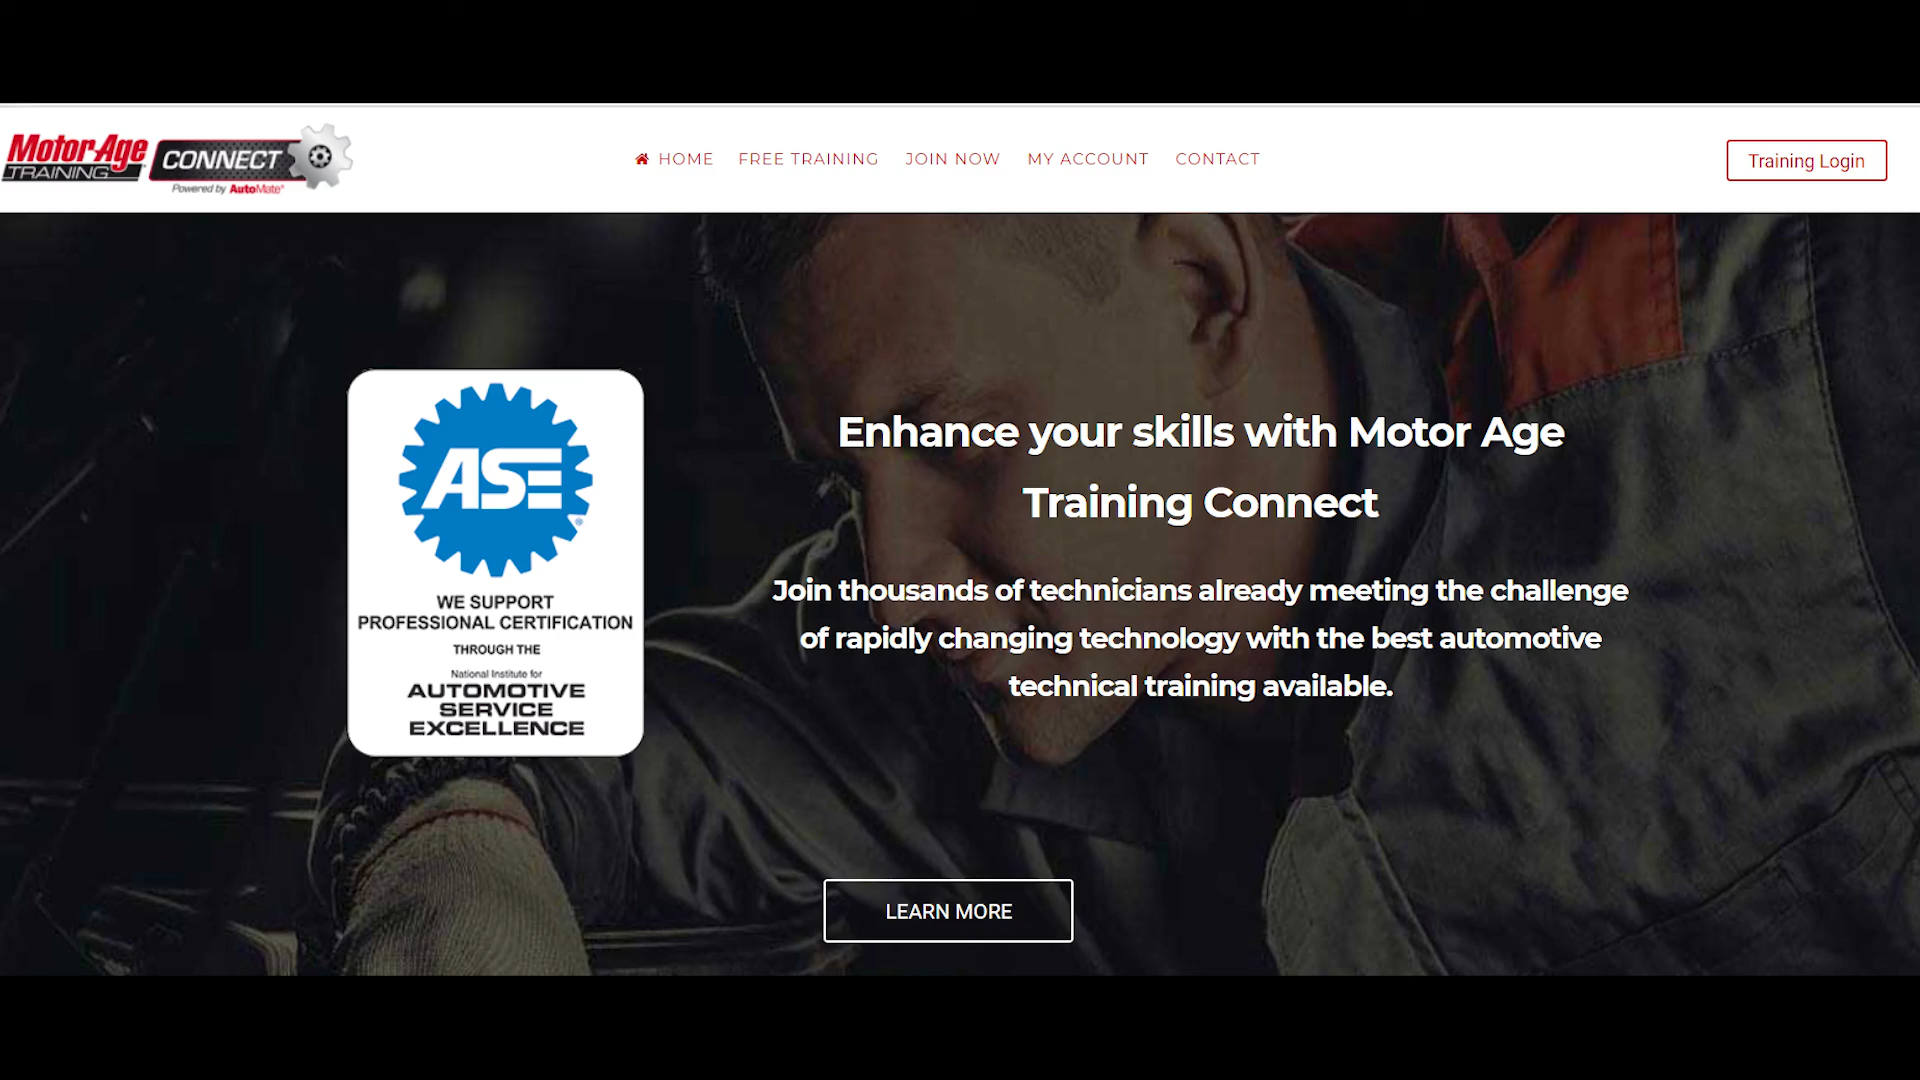 Motor Age
TRAINING
CONNECT
Powered by AutoMate®
HOME FREE TRAINING JOIN NOW MY ACCOUNT CONTACT
Training Login
ASE®
WE SUPPORT
PROFESSIONAL CERTIFICATION
THROUGH THE
National Institute for
AUTOMOTIVE
SERVICE
EXCELLENCE
Enhance your skills with Motor Age
Training Connect
Join thousands of technicians already meeting the challenge
of rapidly changing technology with the best automotive
technical training available.
LEARN MORE